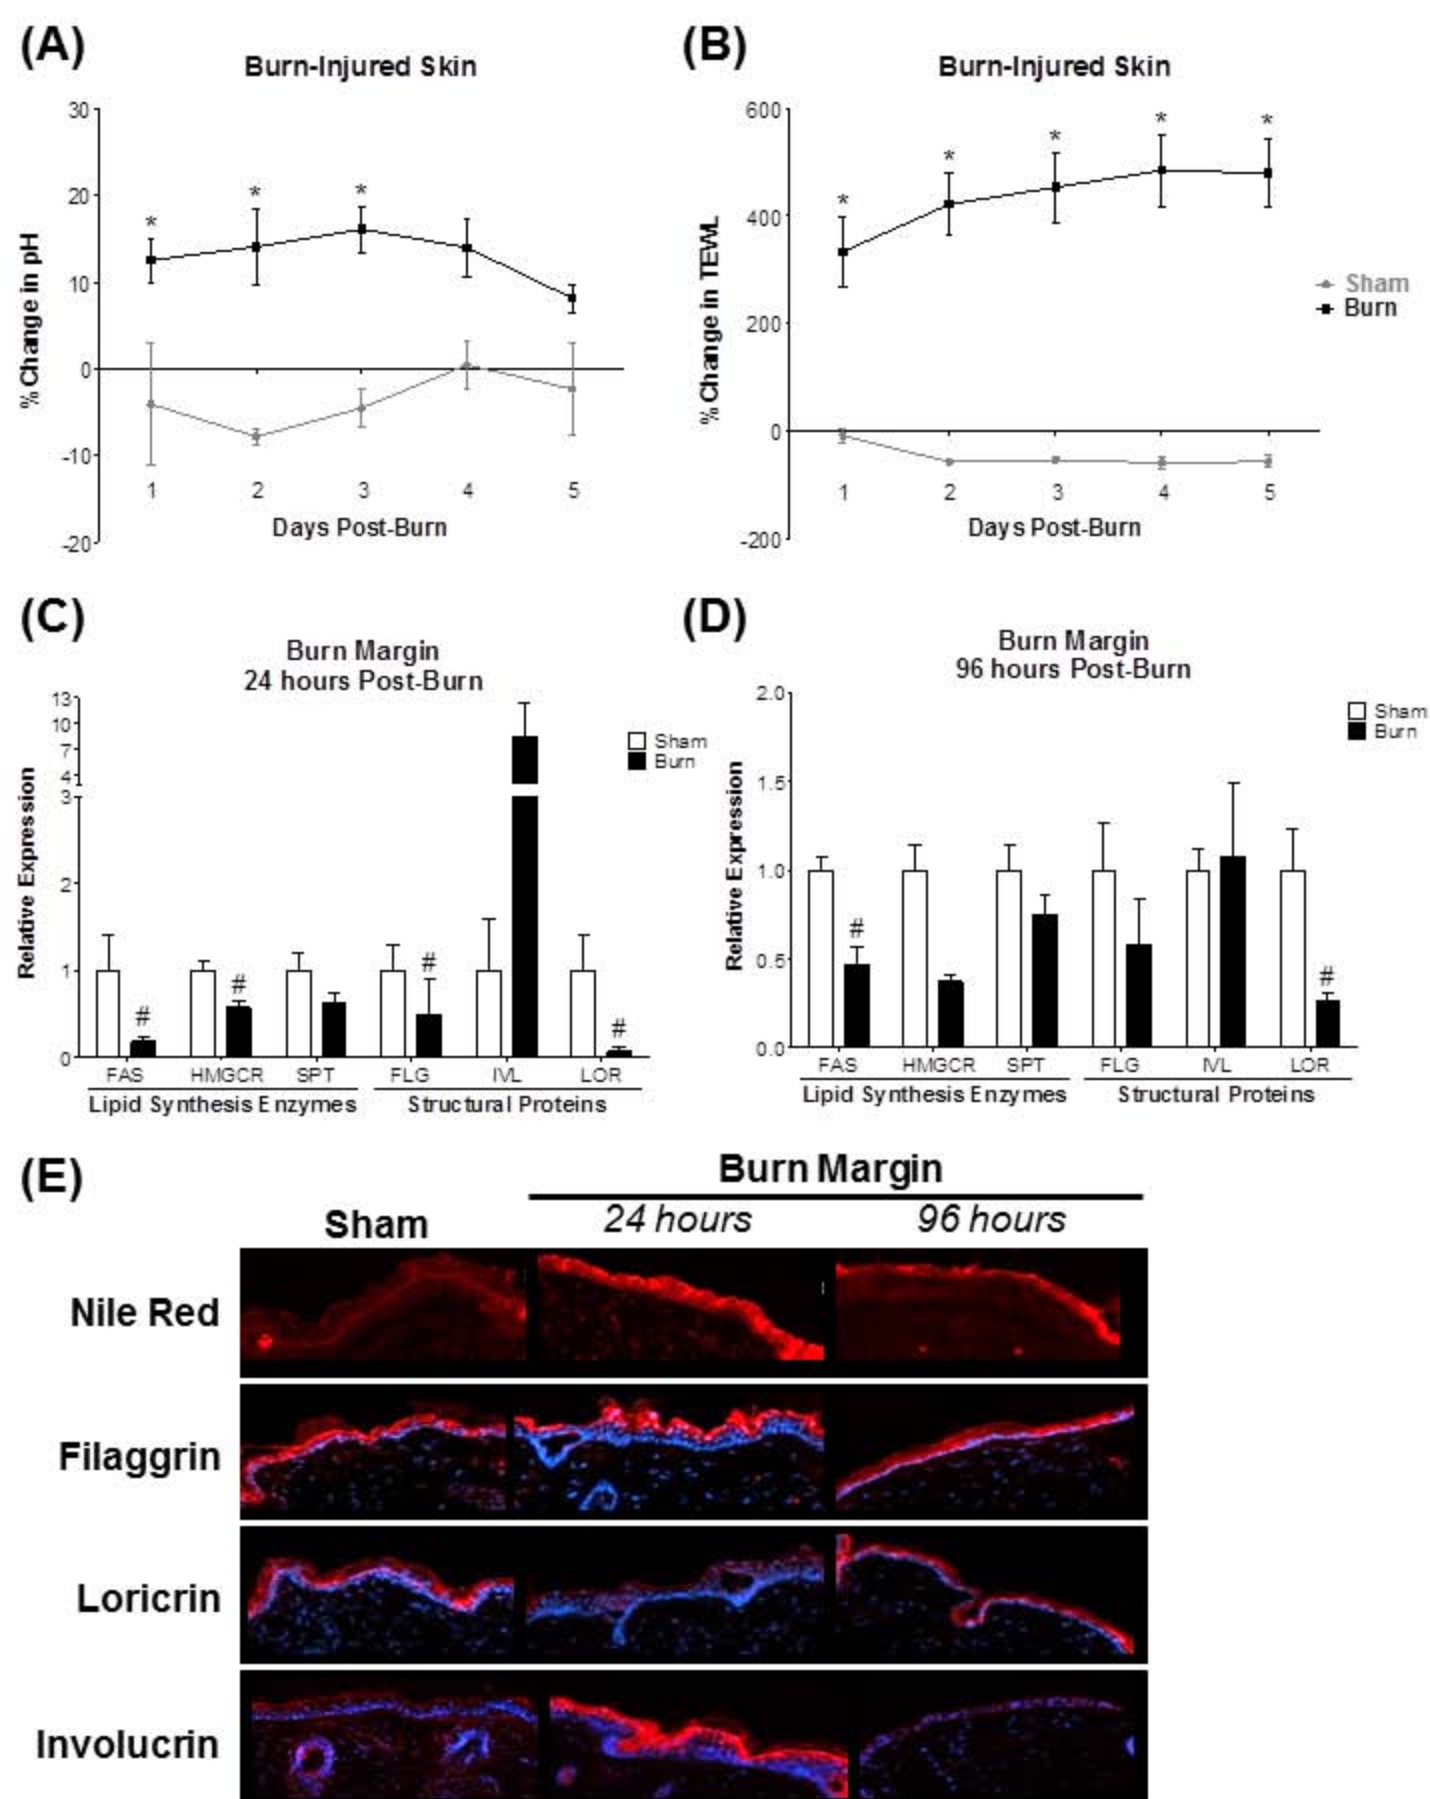 (A)
Burn-Injured Skin
30
20
10
0
-10
-20
% Change in pH
* * *
1 2 3 4 5
Days Post-Burn
(B)
Burn-Injured Skin
600
400
200
0
-200
% Change in TEWL
* * * * *
1 2 3 4 5
Days Post-Burn
Sham
Burn
(C)
Burn Margin
24 hours Post-Burn
13
10
7
4
3
2
1
0
Relative Expression
Sham
Burn
# # # #
FAS HMGCR SPT FLG IVL LOR
Lipid Synthesis Enzymes Structural Proteins
(D)
Burn Margin
96 hours Post-Burn
2.0
1.5
1.0
0.5
0.0
Relative Expression
Sham
Burn
# #
FAS HMGCR SPT FLG IVL LOR
Lipid Synthesis Enzymes Structural Proteins
(E)
Burn Margin
Sham 24 hours 96 hours
Nile Red
Filaggrin
Loricrin
Involucrin